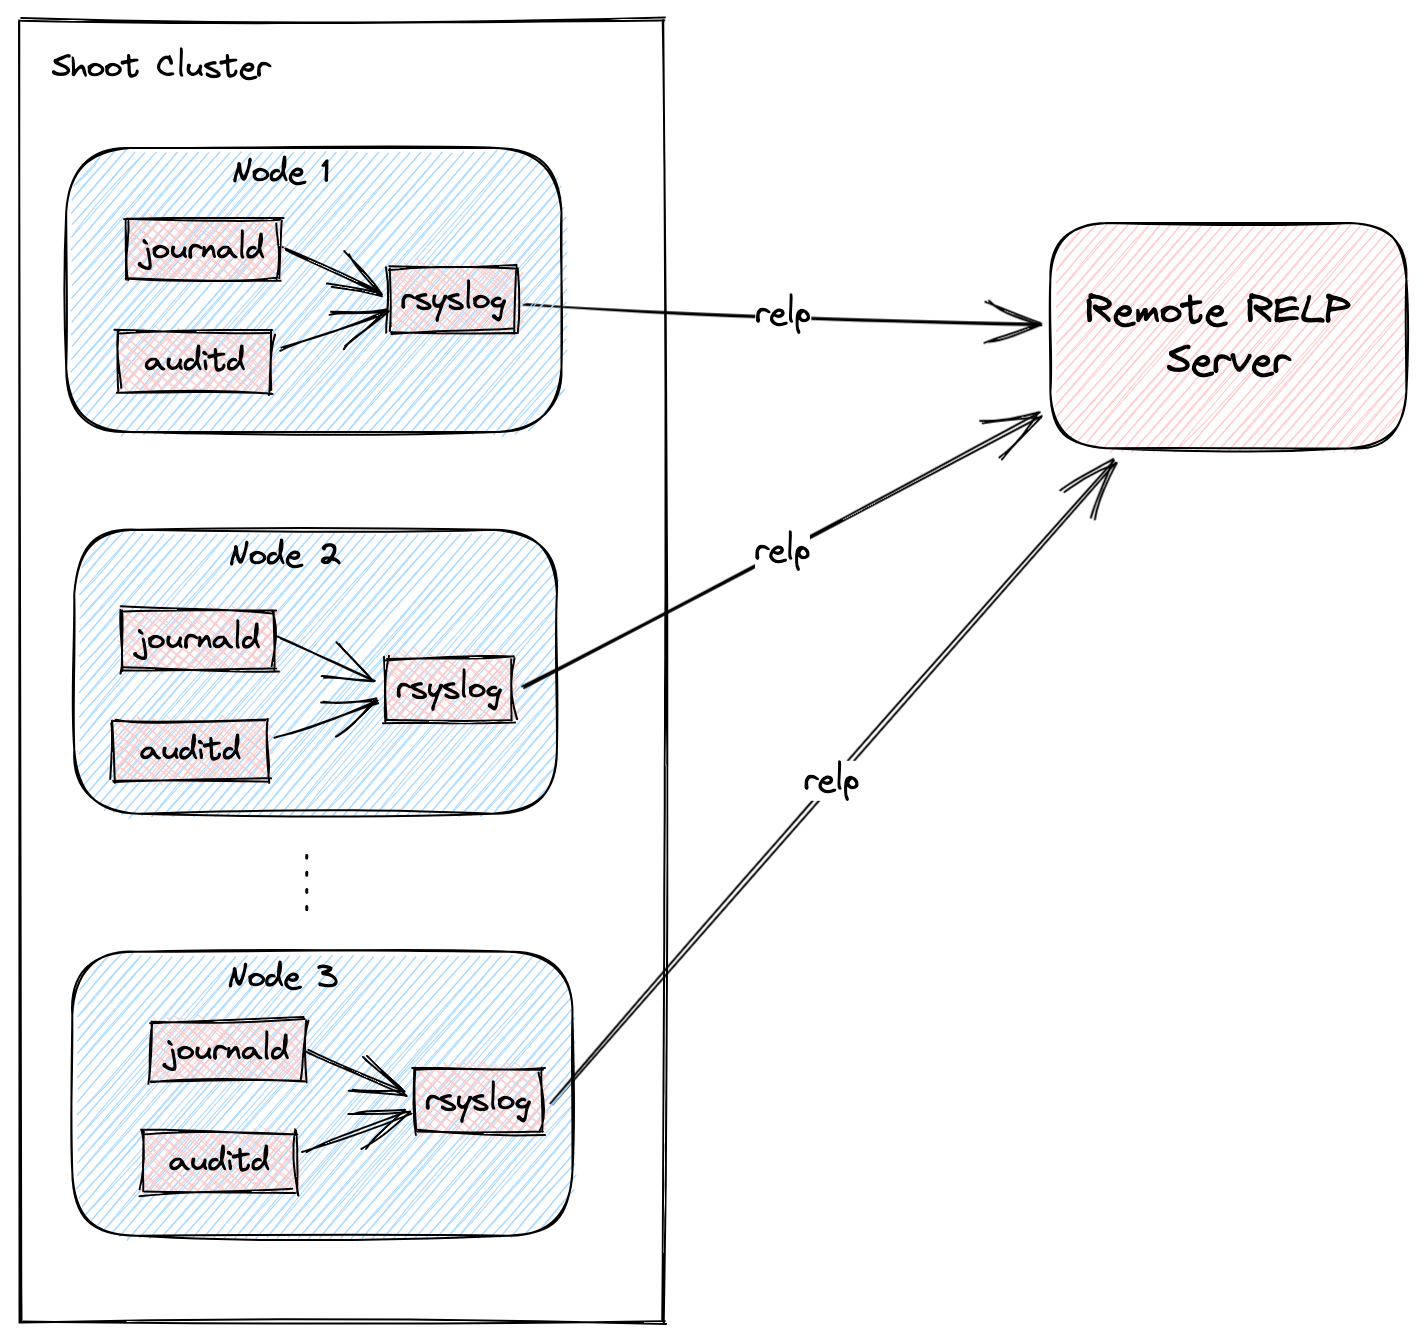 Shoot Cluster
Node 1
journald
rsyslog
auditd
relp
Remote RELP
Server
Node 2
journald
rsyslog
auditd
relp
Node 3
journald
rsyslog
auditd
relp